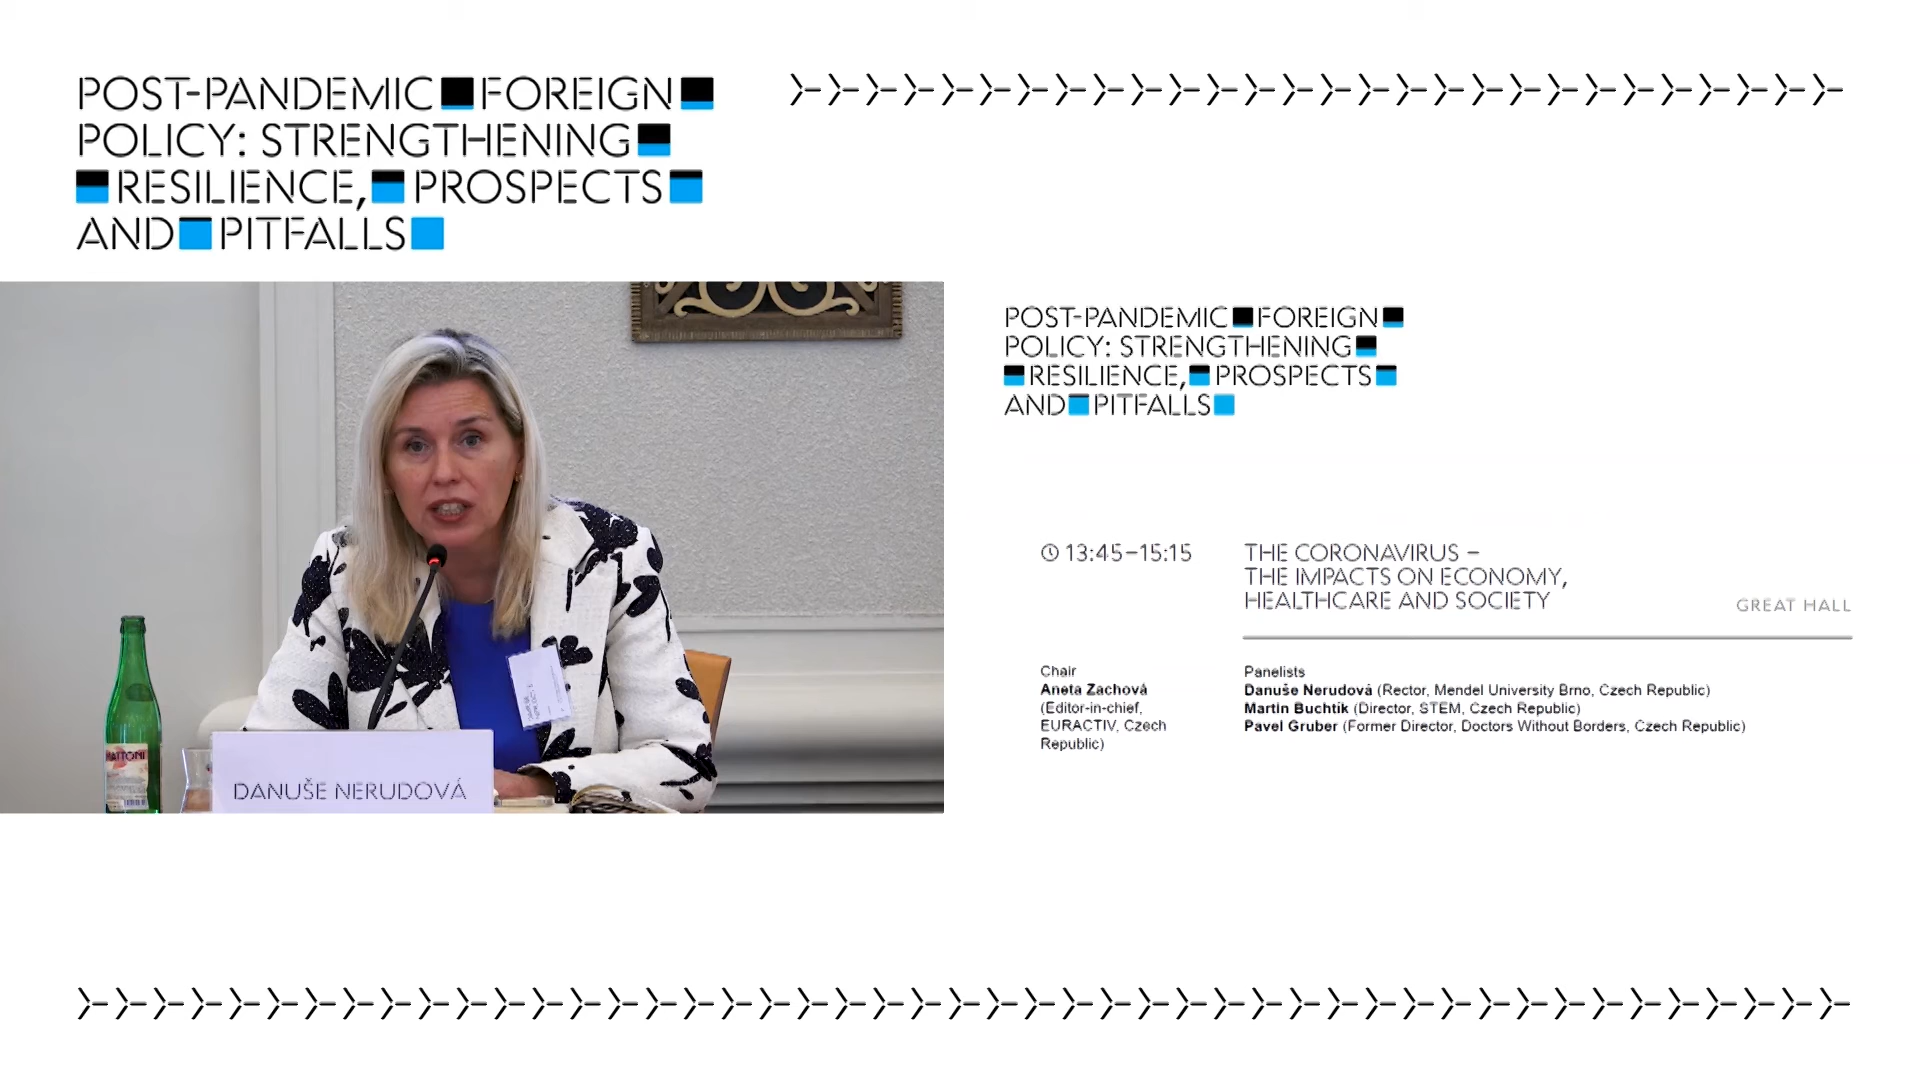 POST-PANDEMIC FOREIGN
POLICY: STRENGTHENING
RESILIENCE, PROSPECTS
AND PITFALLS
MATTONI
DANUŠE NERUDOVÁ
POST-PANDEMIC FOREIGN
POLICY: STRENGTHENING
RESILIENCE, PROSPECTS
AND PITFALLS
13:45–15:15
THE CORONAVIRUS –
THE IMPACTS ON ECONOMY,
HEALTHCARE AND SOCIETY
GREAT HALL
Chair
Aneta Zachová
(Editor-in-chief,
EURACTIV, Czech
Republic)
Panelists
Danuše Nerudová (Rector, Mendel University Brno, Czech Republic)
Martin Buchtík (Director, STEM, Czech Republic)
Pavel Gruber (Former Director, Doctors Without Borders, Czech Republic)